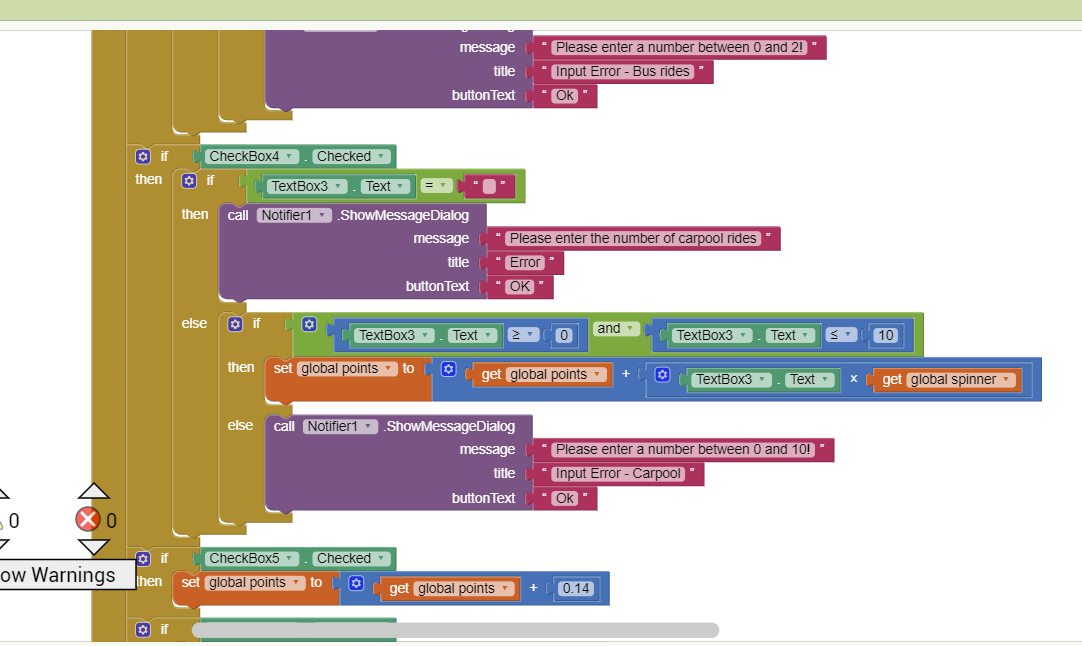 message " Please enter a number between 0 and 2! "
title " Input Error - Bus rides "
buttonText " Ok "
if CheckBox4 . Checked
then if TextBox3 . Text = " "
then call Notifier1 .ShowMessageDialog
message " Please enter the number of carpool rides "
title " Error "
buttonText " OK "
else if TextBox3 . Text ≥ 0 and TextBox3 . Text ≤ 10
then set global points to get global points + TextBox3 . Text × get global spinner
else call Notifier1 .ShowMessageDialog
message " Please enter a number between 0 and 10! "
title " Input Error - Carpool "
buttonText " Ok "
0 0
if CheckBox5 . Checked
ow Warnings
then set global points to get global points + 0.14
if